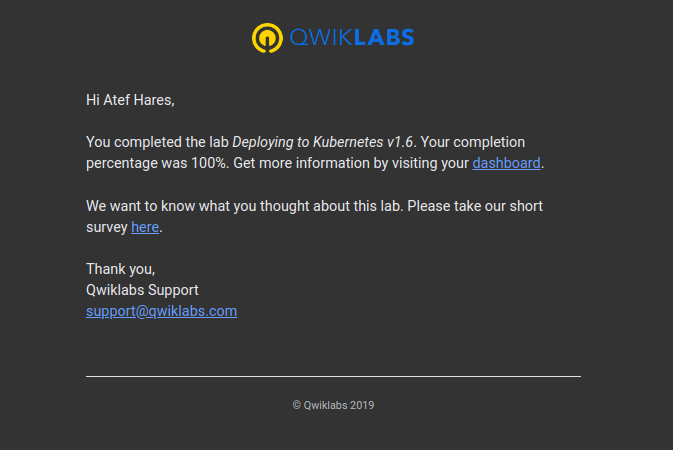 QWIKLABS
Hi Atef Hares,
You completed the lab Deploying to Kubernetes v1.6. Your completion
percentage was 100%. Get more information by visiting your dashboard.
We want to know what you thought about this lab. Please take our short
survey here.
Thank you,
Qwiklabs Support
support@qwiklabs.com
© Qwiklabs 2019